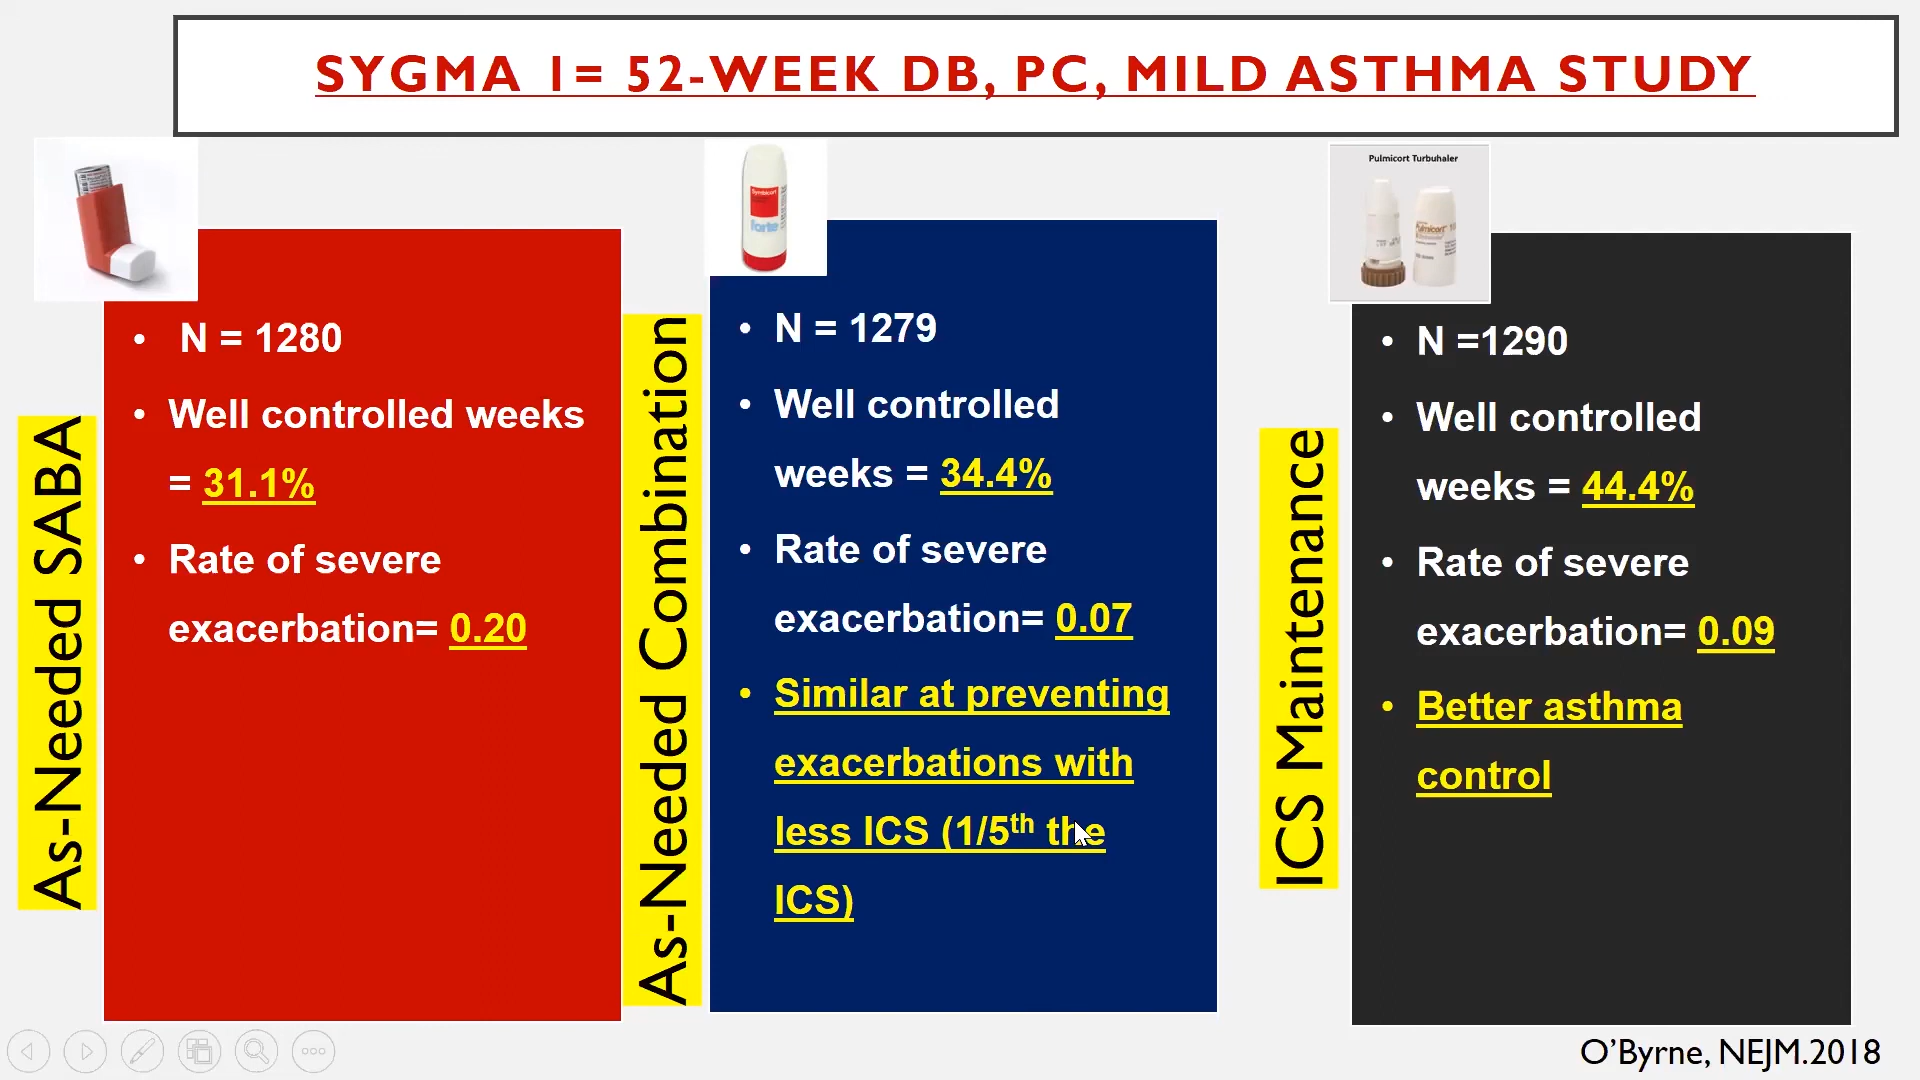 SYGMA 1= 52-WEEK DB, PC, MILD ASTHMA STUDY
As-Needed SABA
• N = 1280
• Well controlled weeks
= 31.1%
• Rate of severe
exacerbation= 0.20
As-Needed Combination
Symbicort
forte
• N = 1279
• Well controlled
weeks = 34.4%
• Rate of severe
exacerbation= 0.07
• Similar at preventing
exacerbations with
less ICS (1/5th the
ICS)
Pulmicort Turbuhaler
Pulmicort
ICS Maintenance
• N =1290
• Well controlled
weeks = 44.4%
• Rate of severe
exacerbation= 0.09
• Better asthma
control
O’Byrne, NEJM.2018